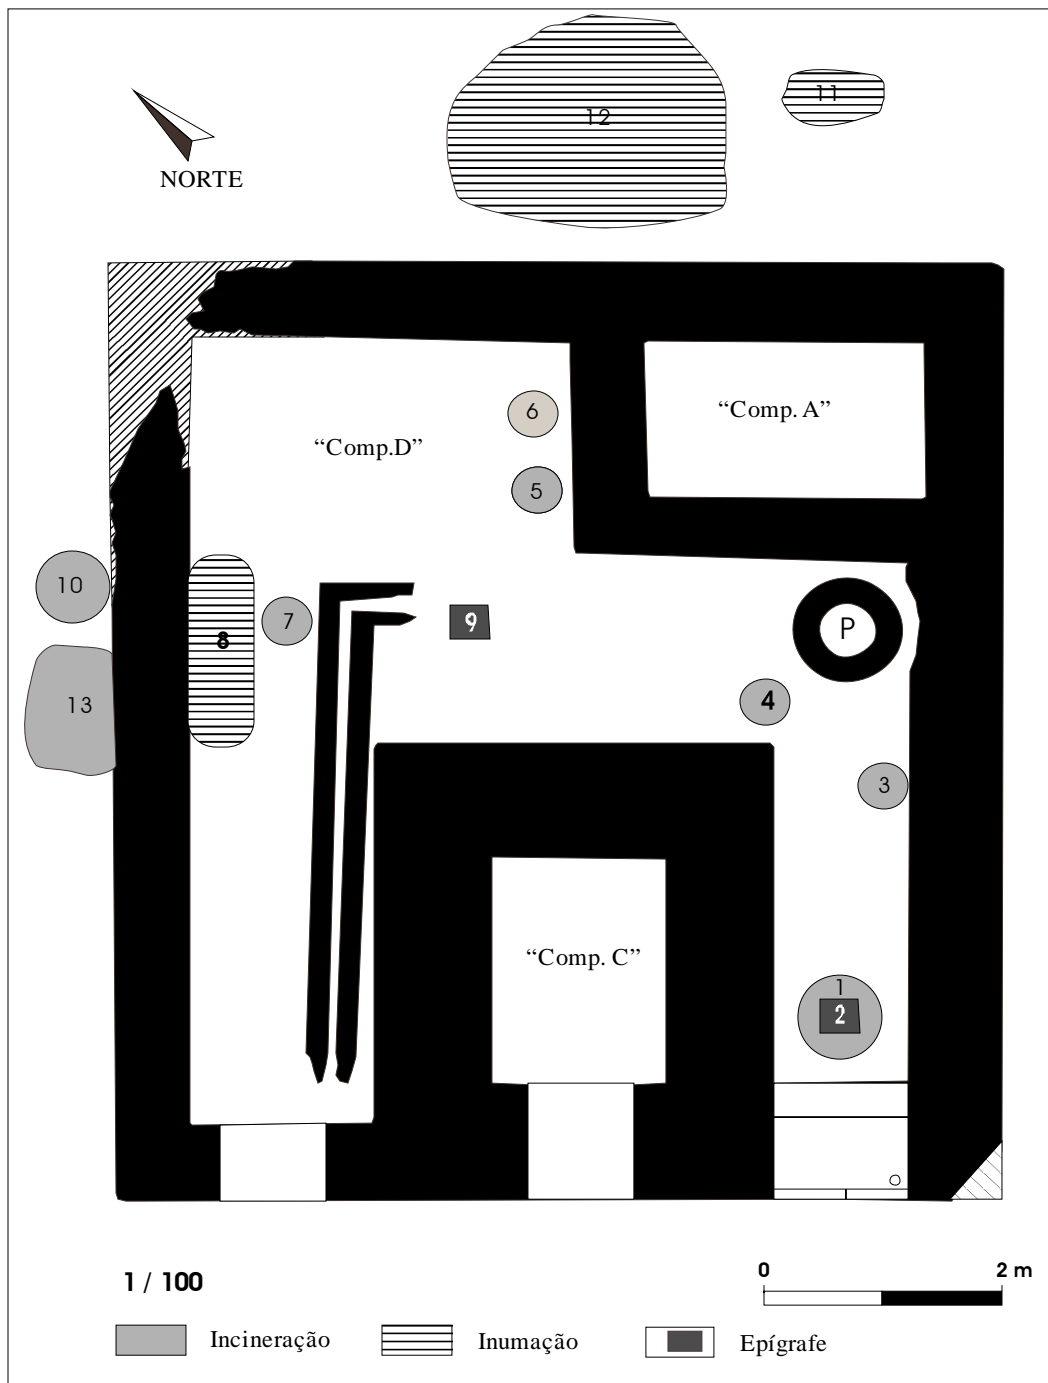 12
11
NORTE
“Comp. A”
6
“Comp.D”
5
10
7
9
P
8
4
13
3
“Comp. C”
1
2
1 / 100
0
2 m
Incineração
Inumação
Epígrafe